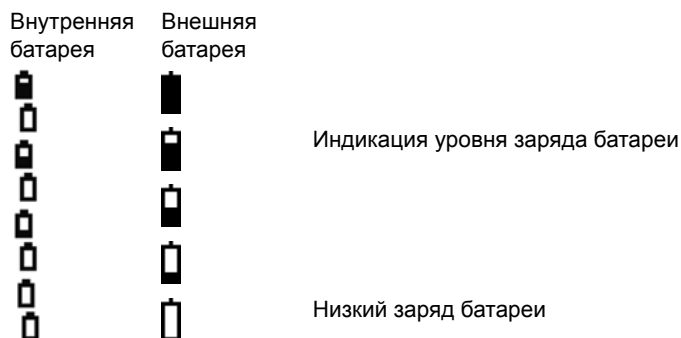 Внутренняя Внешняя
батарея батарея
Индикация уровня заряда батареи
Низкий заряд батареи